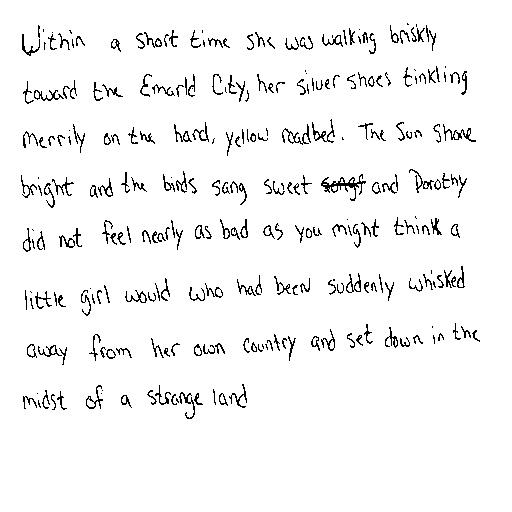 Within a short time she was walking briskly
toward the Emarld City, her silver shoes tinkling
merrily on the hard, yellow roadbed. The sun shone
bright and the birds sang sweet and Dorothy
did not feel nearly as bad as you might think a
little girl would who had been suddenly whisked
away from her own country and set down in the
midst of a strange land